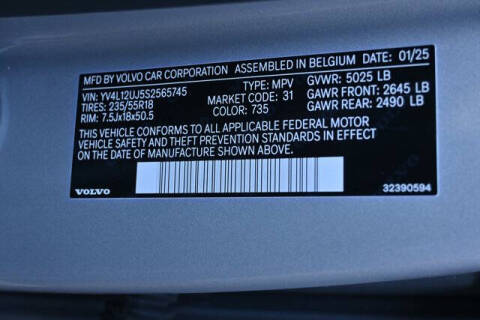 MFD BY VOLVO CAR CORPORATION ASSEMBLED IN BELGIUM DATE: 01/25
VIN: YV4L12UJ5S2565745 TYPE: MPV GVWR: 5025 LB
TIRES: 235/55R18 MARKET: 31 GAWR FRONT: 2645 LB
RIM: 7.5Jx18x50.5 COLOR: 735 GAWR REAR: 2490 LB
THIS VEHICLE CONFORMS TO ALL APPLICABLE FEDERAL MOTOR
VEHICLE SAFETY AND THEFT PREVENTION STANDARDS IN EFFECT
ON THE DATE OF MANUFACTURE SHOWN ABOVE.
VOLVO 32390594